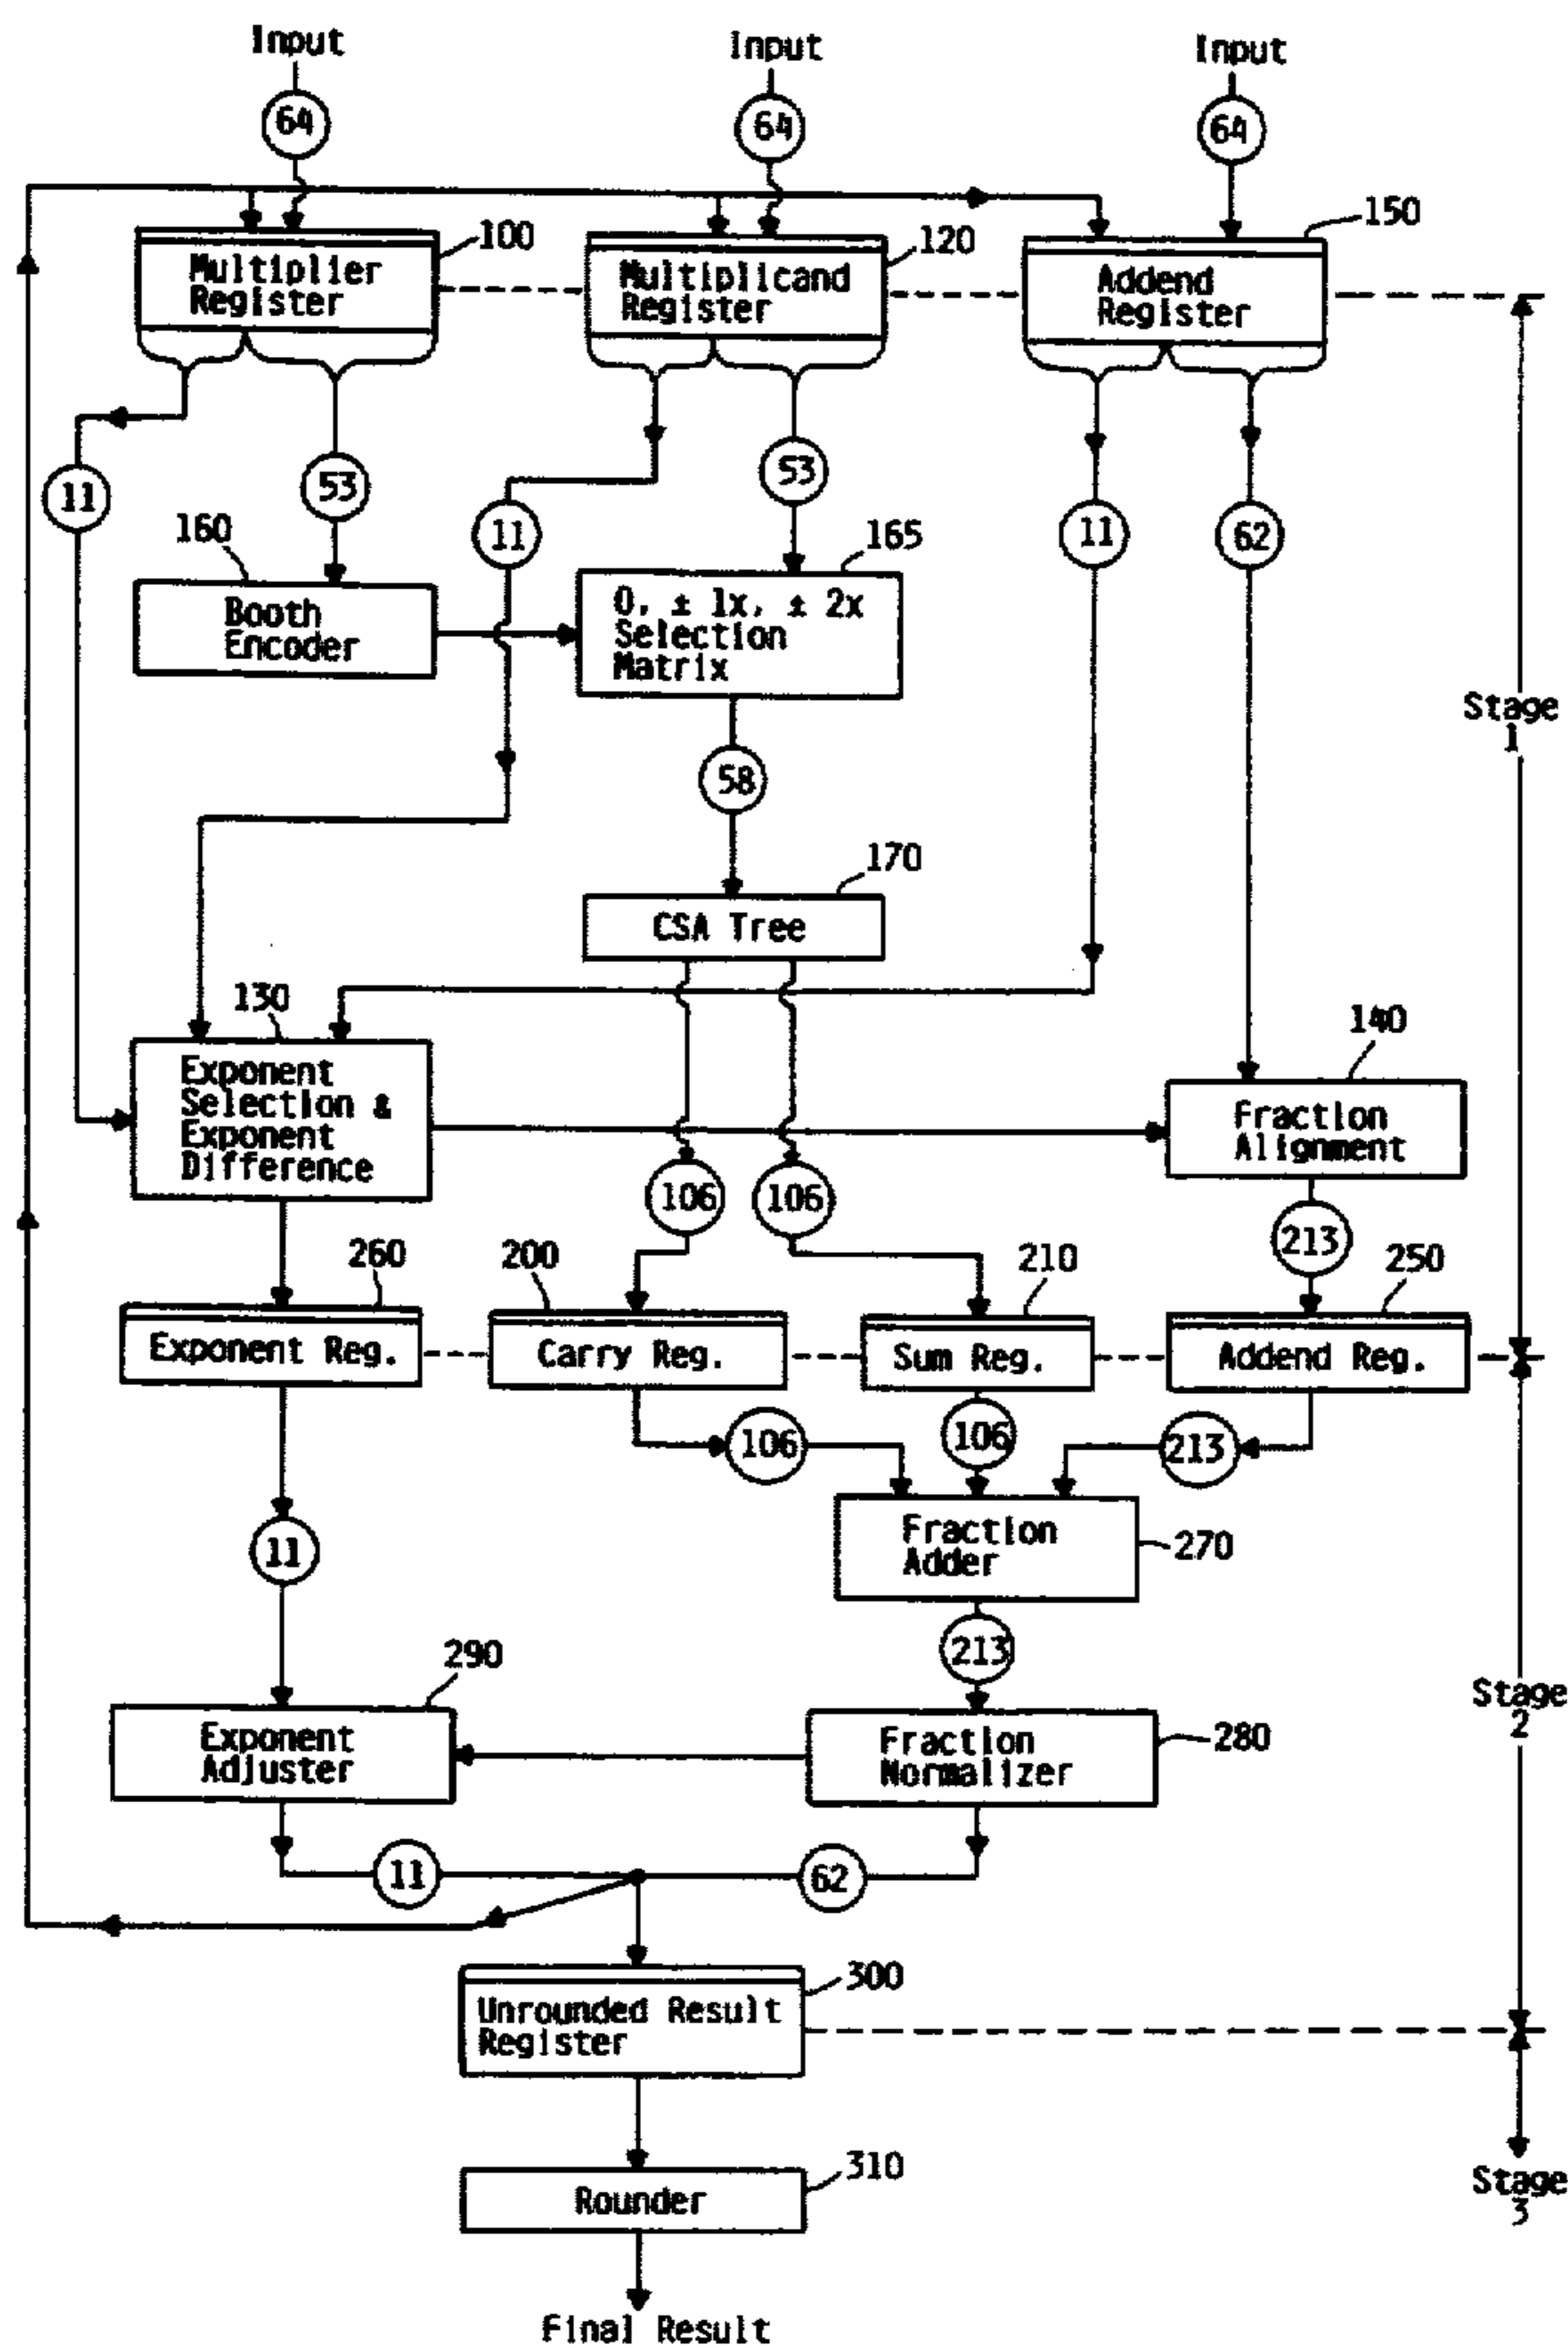 Input
Input
Input
64
64
64
100
120
150
Multiplier
Register
Multiplicand
Register
Addend
Register
11
53
11
53
11
62
160
165
Booth
Encoder
0, ± 1x, ± 2x
Selection
Matrix
Stage
1
58
170
CSA Tree
130
140
Exponent
Selection &
Exponent
Difference
Fraction
Alignment
106
106
213
260
200
210
250
Exponent Reg.
Carry Reg.
Sum Reg.
Addend Reg.
106
106
213
11
Fraction
Adder
270
213
290
Exponent
Adjuster
Fraction
Normalizer
280
Stage
2
11
62
300
Unrounded Result
Register
310
Rounder
Stage
3
Final Result